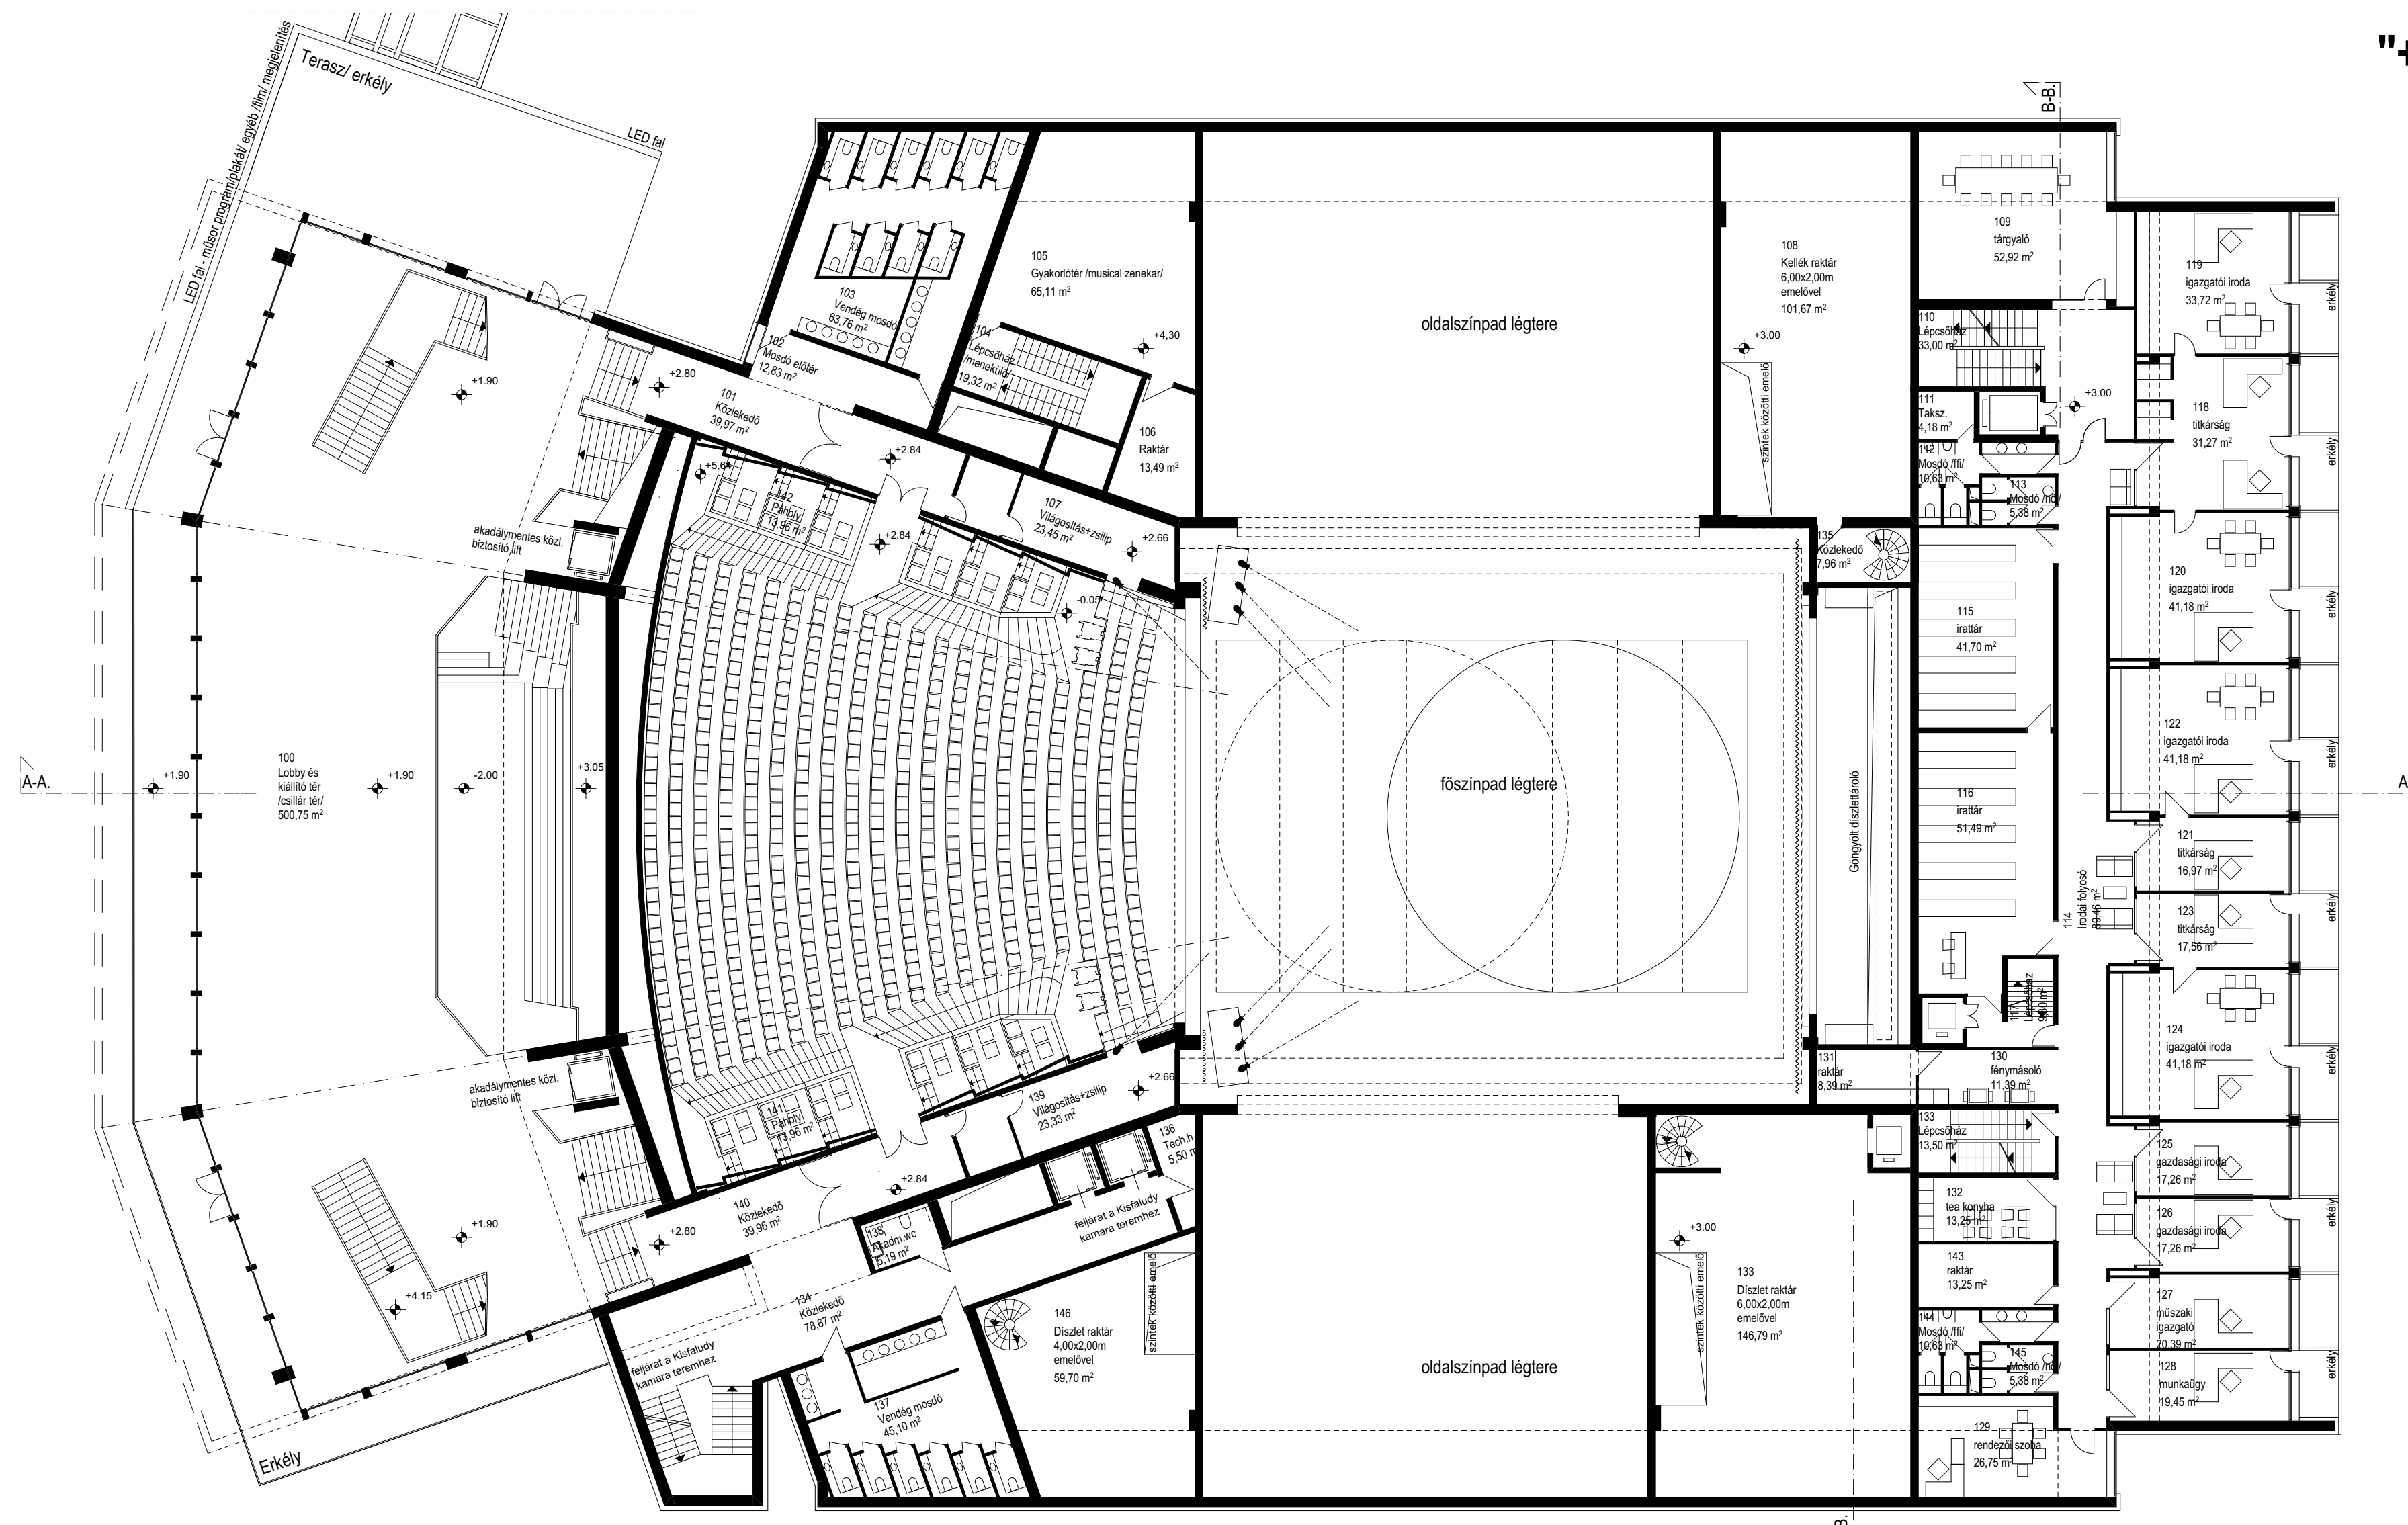 "+
Terasz/ erkély
LED fal
LED fal - műsor program/plakát/ egyéb /film/ megjelenítés
B-B.
103
Vendég mosdó
63,76 m²
102
Mosdó előtér
12,83 m²
101
Közlekedő
39,97 m²
104
Lépcsőház
/menekülő/
19,32 m²
105
Gyakorlótér /musical zenekar/
65,11 m²
+4,30
106
Raktár
13,49 m²
107
Világosítás+zsilip
23,45 m²
+2.66
oldalszínpad légtere
108
Kellék raktár
6,00x2,00m
emelővel
101,67 m²
+3.00
szintek közötti emelő
109
tárgyaló
52,92 m²
110
Lépcsőház
33,00 m²
111
Taksz.
4,18 m²
112
Mosdó /ffi/
10,63 m²
113
Mosdó /női/
5,38 m²
+3.00
119
igazgatói iroda
33,72 m²
erkély
118
titkárság
31,27 m²
erkély
120
igazgatói iroda
41,18 m²
erkély
122
igazgatói iroda
41,18 m²
erkély
121
titkárság
16,97 m²
123
titkárság
17,56 m²
erkély
124
igazgatói iroda
41,18 m²
erkély
125
gazdasági iroda
17,26 m²
126
gazdasági iroda
17,26 m²
erkély
127
műszaki
igazgató
20,39 m²
128
munkaügy
19,45 m²
erkély
114
Irodai folyosó
89,46 m²
115
irattár
41,70 m²
116
irattár
51,49 m²
117
Lépcsőház
130
fénymásoló
11,39 m²
131
raktár
8,39 m²
133
Lépcsőház
13,50 m²
132
tea konyha
13,25 m²
143
raktár
13,25 m²
144
Mosdó /ffi/
10,63 m²
145
Mosdó /női/
5,38 m²
129
rendezői szoba
26,75 m²
135
Közlekedő
7,96 m²
Göngyölt díszlettároló
főszínpad légtere
+1.90
+2.80
+2.84
+5,64
142
Páholy
13,96 m²
+2.84
-0.05
akadálymentes közl.
biztosító lift
A-A.
+1.90
100
Lobby és
kiállító tér
/csillár tér/
500,75 m²
+1.90
-2.00
+3.05
A
akadálymentes közl.
biztosító lift
141
Páholy
13,96 m²
139
Világosítás+zsilip
23,33 m²
+2.66
136
Tech.h.
5,50 m
140
Közlekedő
39,96 m²
+2.84
+2.80
+1.90
+4.15
138
Akadm.wc
5,19 m²
feljárat a Kisfaludy
kamara teremhez
134
Közlekedő
78,67 m²
feljárat a Kisfaludy
kamara teremhez
137
Vendég mosdó
45,10 m²
146
Díszlet raktár
4,00x2,00m
emelővel
59,70 m²
szintek közötti emelő
oldalszínpad légtere
szintek közötti emelő
+3.00
133
Díszlet raktár
6,00x2,00m
emelővel
146,79 m²
Erkély
B.